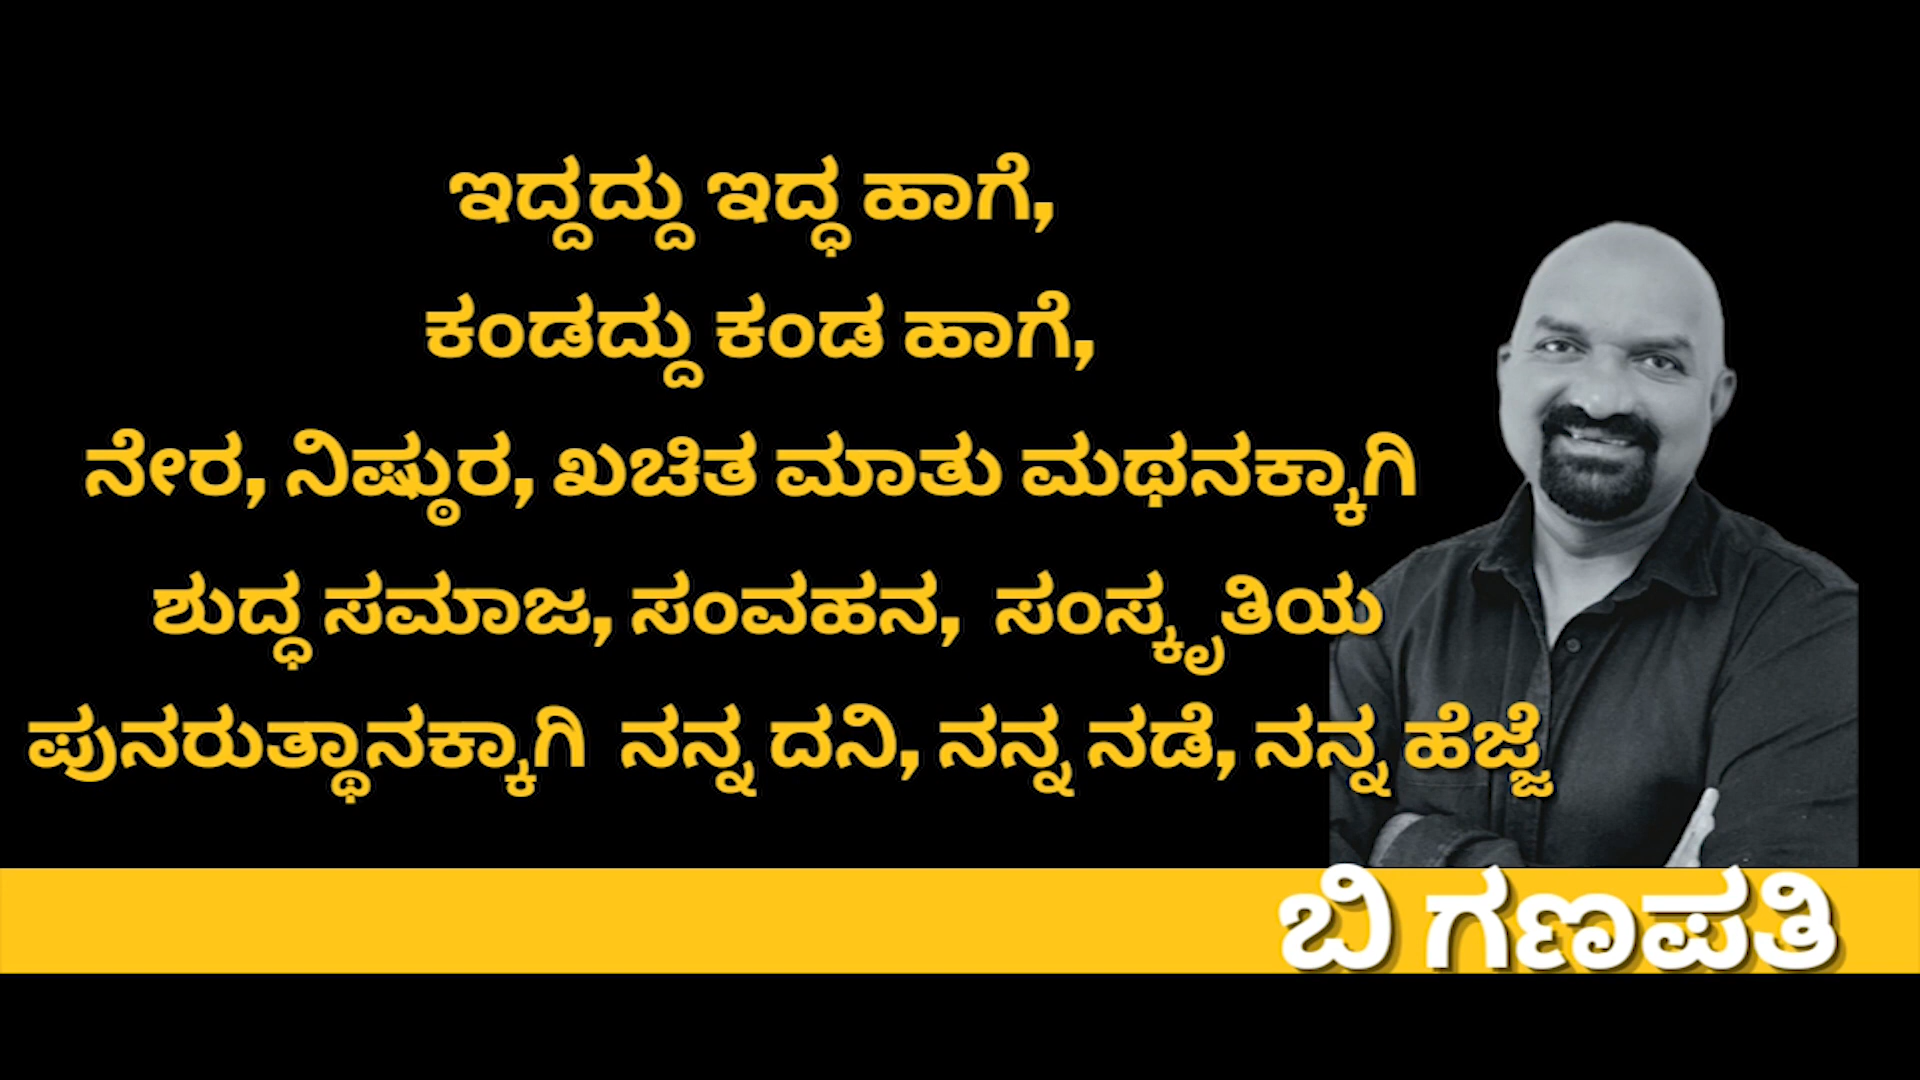 ಇದ್ದದ್ದು ಇದ್ಧ ಹಾಗೆ,
ಕಂಡದ್ದು ಕಂಡ ಹಾಗೆ,
ನೇರ, ನಿಷ್ಠುರ, ಖಚಿತ ಮಾತು ಮಥನಕ್ಕಾಗಿ
ಶುದ್ಧ ಸಮಾಜ, ಸಂವಹನ, ಸಂಸ್ಕೃತಿಯ
ಪುನರುತ್ಥಾನಕ್ಕಾಗಿ ನನ್ನ ದನಿ, ನನ್ನ ನಡೆ, ನನ್ನ ಹೆಜ್ಜೆ
ಬಿ ಗಣಪತಿ